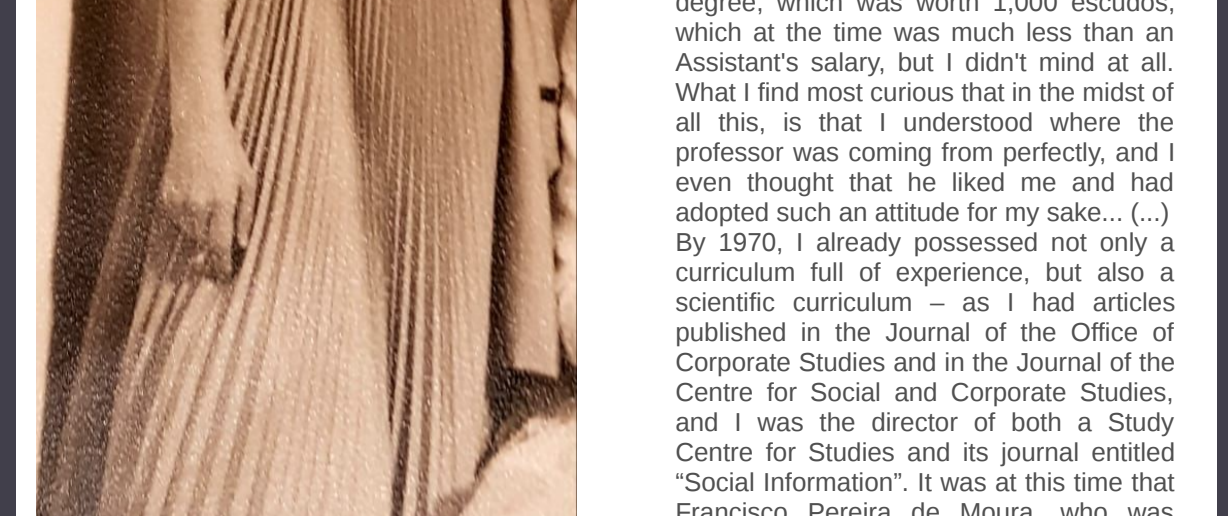 degree, which was worth 1,000 escudos,
which at the time was much less than an
Assistant's salary, but I didn't mind at all.
What I find most curious that in the midst of
all this, is that I understood where the
professor was coming from perfectly, and I
even thought that he liked me and had
adopted such an attitude for my sake... (...)
By 1970, I already possessed not only a
curriculum full of experience, but also a
scientific curriculum – as I had articles
published in the Journal of the Office of
Corporate Studies and in the Journal of the
Centre for Social and Corporate Studies,
and I was the director of both a Study
Centre for Studies and its journal entitled
“Social Information”. It was at this time that
Francisco Pereira de Moura, who was